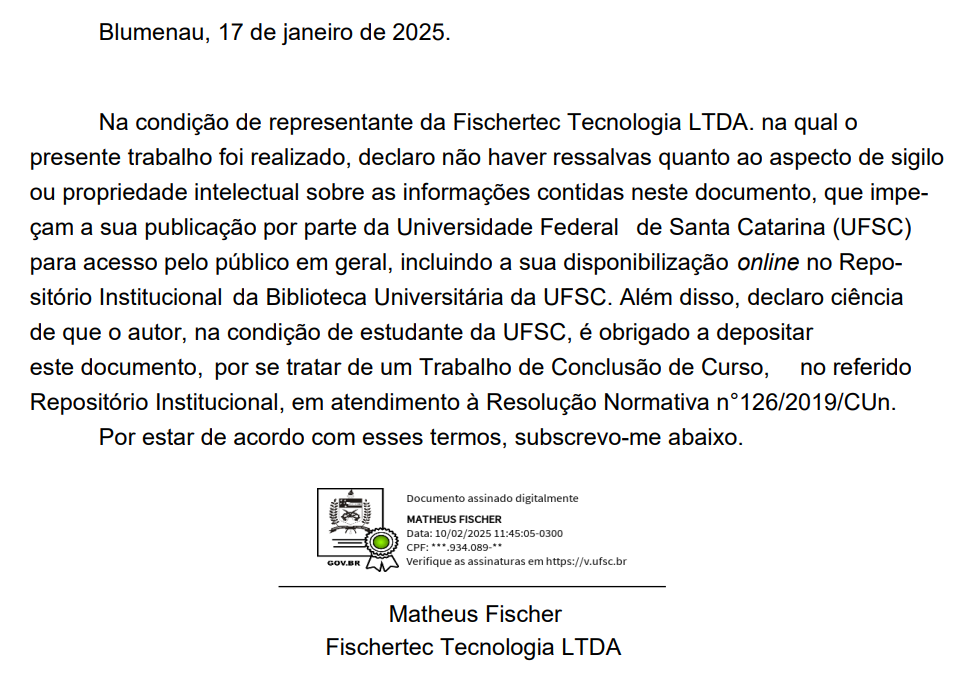 Blumenau, 17 de janeiro de 2025.
Na condição de representante da Fischertec Tecnologia LTDA. na qual o
presente trabalho foi realizado, declaro não haver ressalvas quanto ao aspecto de sigilo
ou propriedade intelectual sobre as informações contidas neste documento, que impe-
çam a sua publicação por parte da Universidade Federal de Santa Catarina (UFSC)
para acesso pelo público em geral, incluindo a sua disponibilização online no Repo-
sitório Institucional da Biblioteca Universitária da UFSC. Além disso, declaro ciência
de que o autor, na condição de estudante da UFSC, é obrigado a depositar
este documento, por se tratar de um Trabalho de Conclusão de Curso, no referido
Repositório Institucional, em atendimento à Resolução Normativa n°126/2019/CUn.
Por estar de acordo com esses termos, subscrevo-me abaixo.
Documento assinado digitalmente
MATHEUS FISCHER
Data: 10/02/2025 11:45:05-0300
CPF: ***.934.089-**
Verifique as assinaturas em https://v.ufsc.br
GOV.BR
Matheus Fischer
Fischertec Tecnologia LTDA